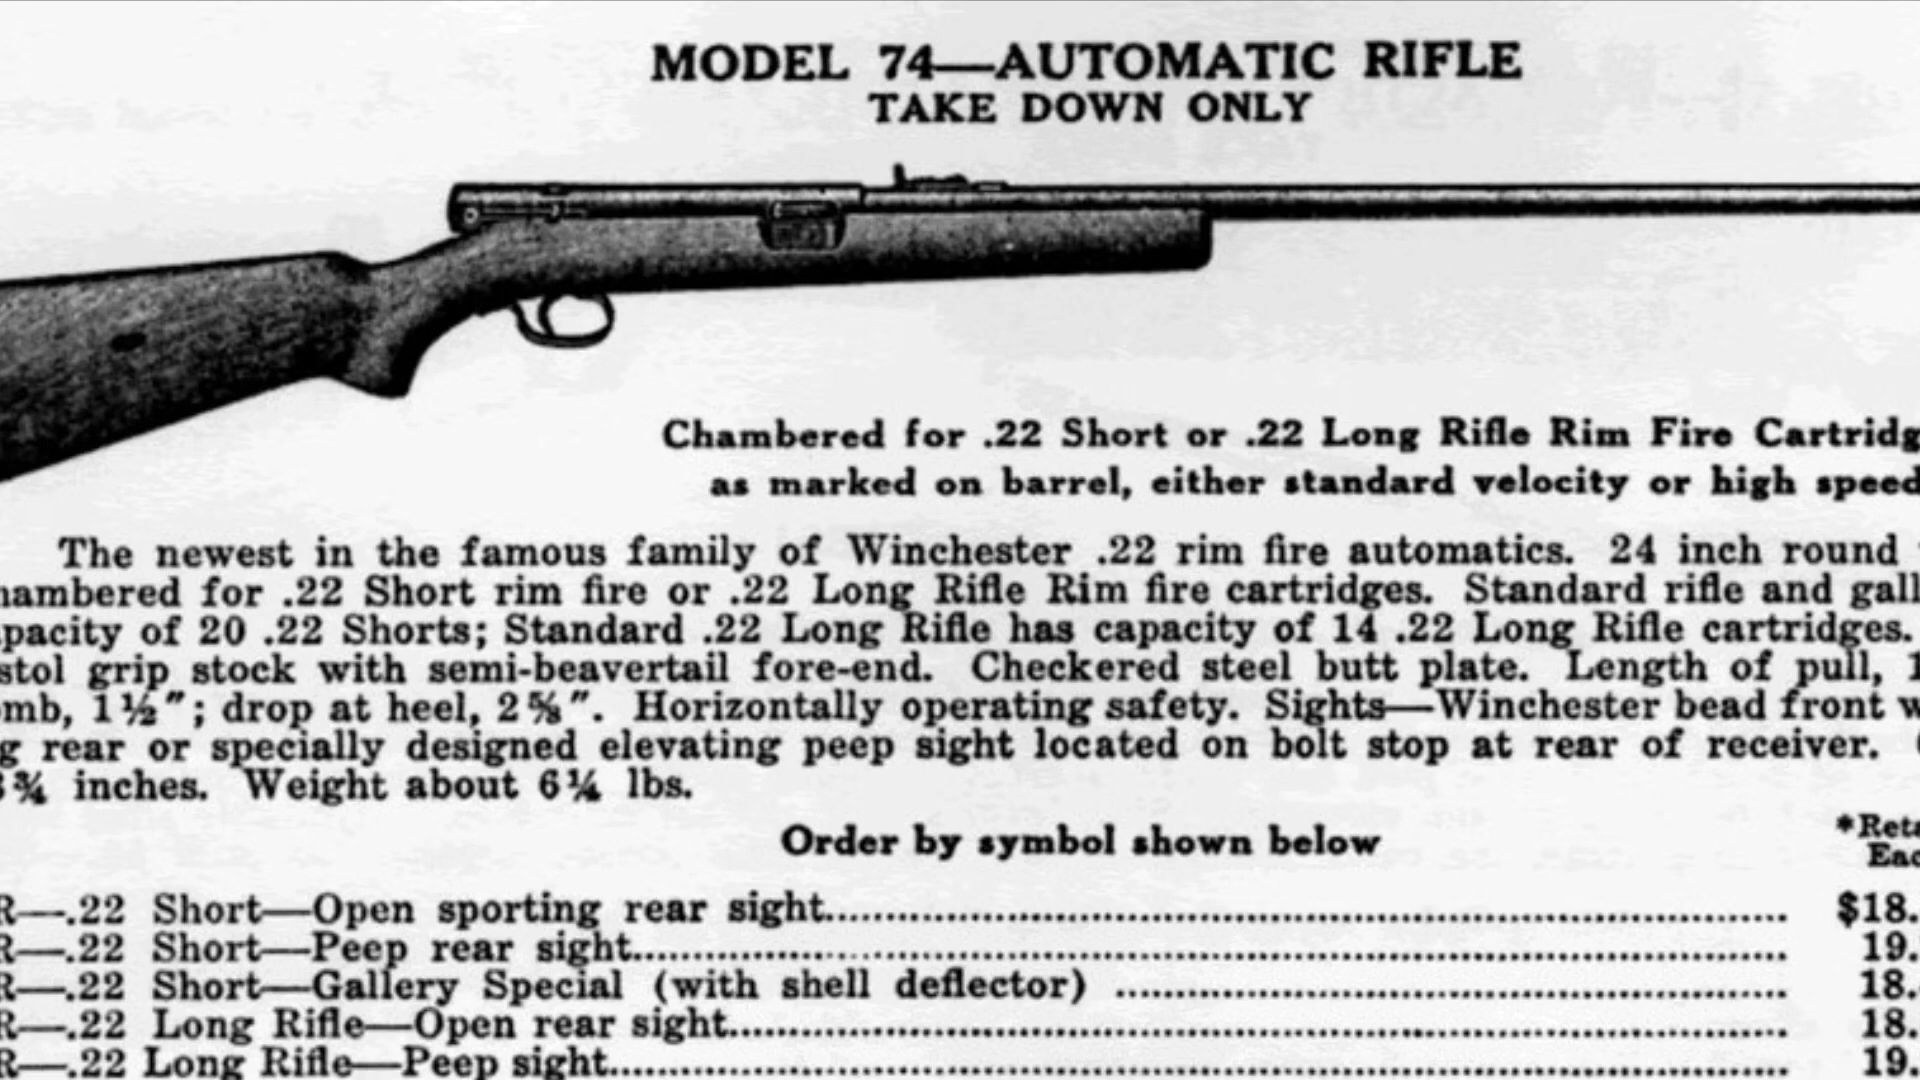 MODEL 74—AUTOMATIC RIFLE
TAKE DOWN ONLY
Chambered for .22 Short or .22 Long Rifle Rim Fire Cartridg
as marked on barrel, either standard velocity or high speed
The newest in the famous family of Winchester .22 rim fire automatics. 24 inch round
hambered for .22 Short rim fire or .22 Long Rifle Rim fire cartridges. Standard rifle and gall
pacity of 20 .22 Shorts; Standard .22 Long Rifle has capacity of 14 .22 Long Rifle cartridges.
stol grip stock with semi-beavertail fore-end. Checkered steel butt plate. Length of pull, 1
mb, 1½″; drop at heel, 2⅝″. Horizontally operating safety. Sights—Winchester bead front w
g rear or specially designed elevating peep sight located on bolt stop at rear of receiver.
3¾ inches. Weight about 6¼ lbs.
Order by symbol shown below
*Reta
Eac
R—.22 Short—Open sporting rear sight.......... $18.
R—.22 Short—Peep rear sight.......... 19.
R—.22 Short—Gallery Special (with shell deflector) .......... 18.
R—.22 Long Rifle—Open rear sight.......... 18.
R—.22 Long Rifle—Peep sight.......... 19.